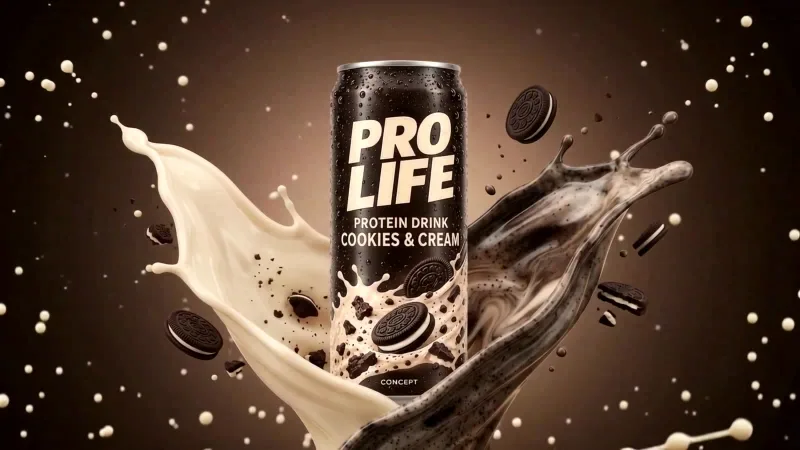 PRO
LIFE
PROTEIN DRINK
COOKIES & CREAM
CONCEPT